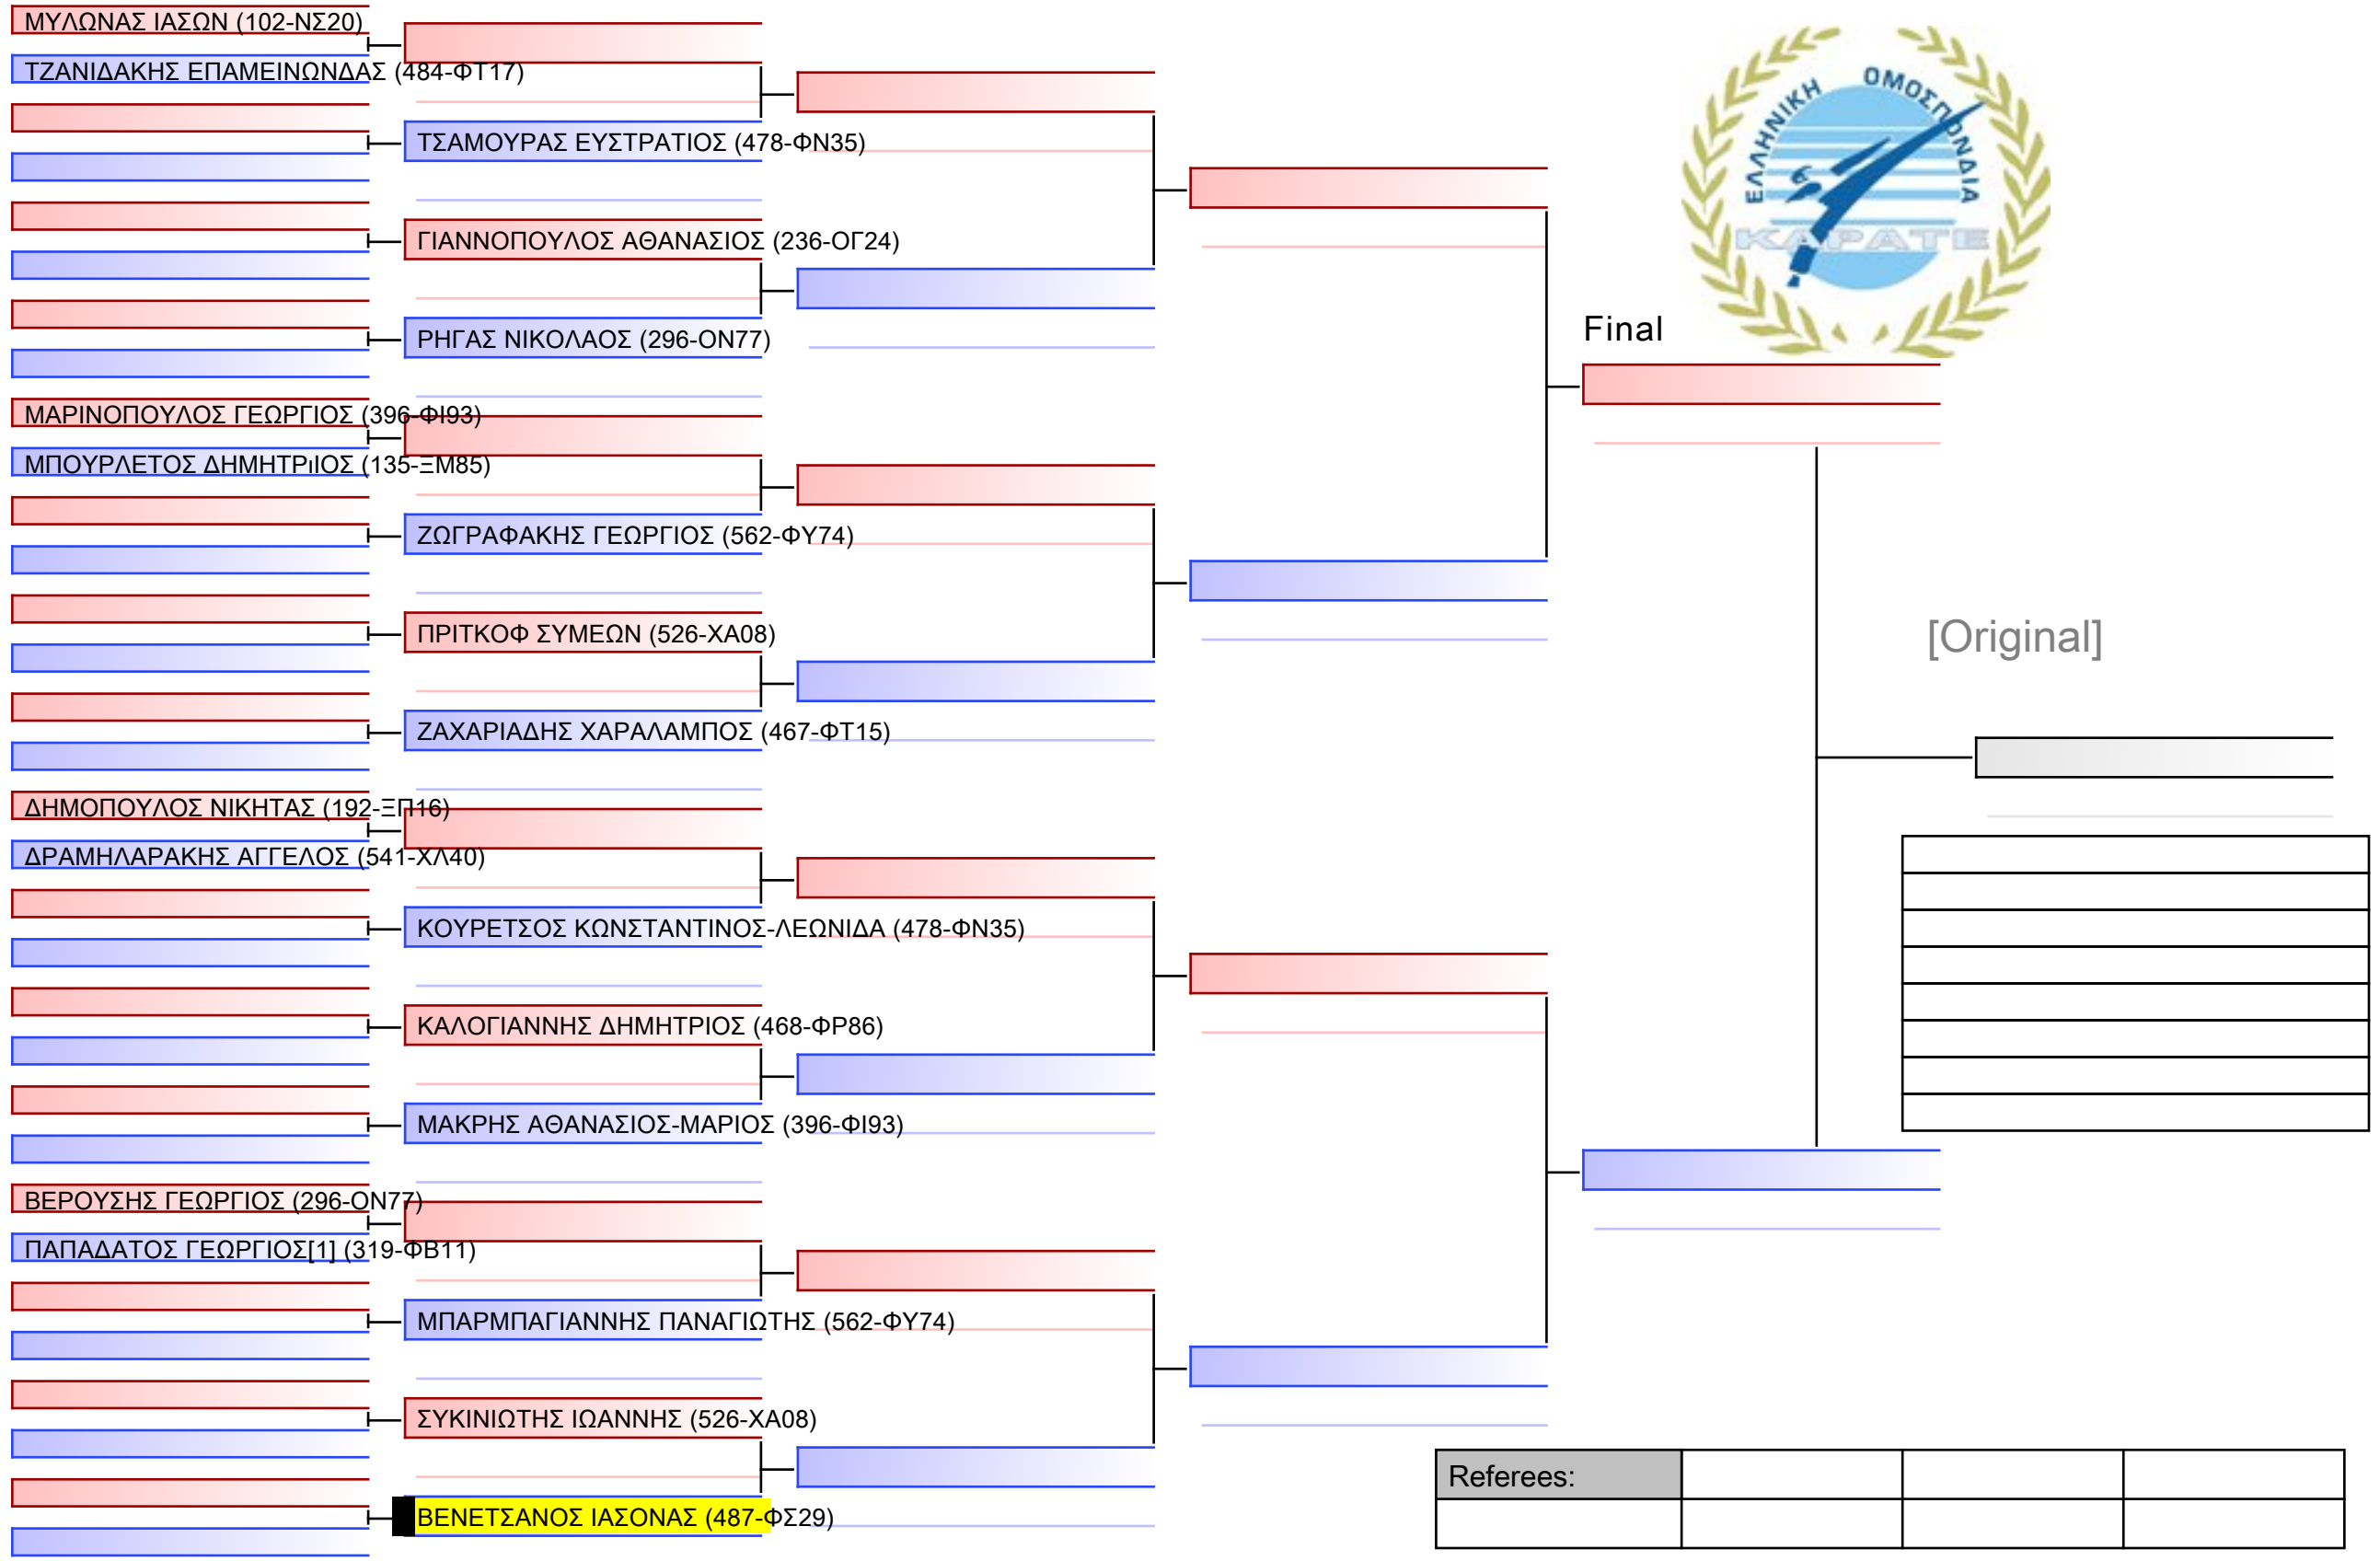 ΜΥΛΩΝΑΣ ΙΑΣΩΝ (102-ΝΣ20)
ΤΖΑΝΙΔΑΚΗΣ ΕΠΑΜΕΙΝΩΝΔΑΣ (484-ΦΤ17)
ΤΣΑΜΟΥΡΑΣ ΕΥΣΤΡΑΤΙΟΣ (478-ΦΝ35)
ΓΙΑΝΝΟΠΟΥΛΟΣ ΑΘΑΝΑΣΙΟΣ (236-ΟΓ24)
ΡΗΓΑΣ ΝΙΚΟΛΑΟΣ (296-ΟΝ77)
ΜΑΡΙΝΟΠΟΥΛΟΣ ΓΕΩΡΓΙΟΣ (396-ΦΙ93)
ΜΠΟΥΡΛΕΤΟΣ ΔΗΜΗΤΡιΙΟΣ (135-ΞΜ85)
ΖΩΓΡΑΦΑΚΗΣ ΓΕΩΡΓΙΟΣ (562-ΦΥ74)
ΠΡΙΤΚΟΦ ΣΥΜΕΩΝ (526-ΧΑ08)
ΖΑΧΑΡΙΑΔΗΣ ΧΑΡΑΛΑΜΠΟΣ (467-ΦΤ15)
ΔΗΜΟΠΟΥΛΟΣ ΝΙΚΗΤΑΣ (192-ΞΠ16)
ΔΡΑΜΗΛΑΡΑΚΗΣ ΑΓΓΕΛΟΣ (541-ΧΛ40)
ΚΟΥΡΕΤΣΟΣ ΚΩΝΣΤΑΝΤΙΝΟΣ-ΛΕΩΝΙΔΑ (478-ΦΝ35)
ΚΑΛΟΓΙΑΝΝΗΣ ΔΗΜΗΤΡΙΟΣ (468-ΦΡ86)
ΜΑΚΡΗΣ ΑΘΑΝΑΣΙΟΣ-ΜΑΡΙΟΣ (396-ΦΙ93)
ΒΕΡΟΥΣΗΣ ΓΕΩΡΓΙΟΣ (296-ΟΝ77)
ΠΑΠΑΔΑΤΟΣ ΓΕΩΡΓΙΟΣ[1] (319-ΦΒ11)
ΜΠΑΡΜΠΑΓΙΑΝΝΗΣ ΠΑΝΑΓΙΩΤΗΣ (562-ΦΥ74)
ΣΥΚΙΝΙΩΤΗΣ ΙΩΑΝΝΗΣ (526-ΧΑ08)
ΒΕΝΕΤΣΑΝΟΣ ΙΑΣΟΝΑΣ (487-ΦΣ29)
ΕΛΛΗΝΙΚΗ ΟΜΟΣΠΟΝΔΙΑ
ΚΑΡΑΤΕ
Final
[Original]
Referees: